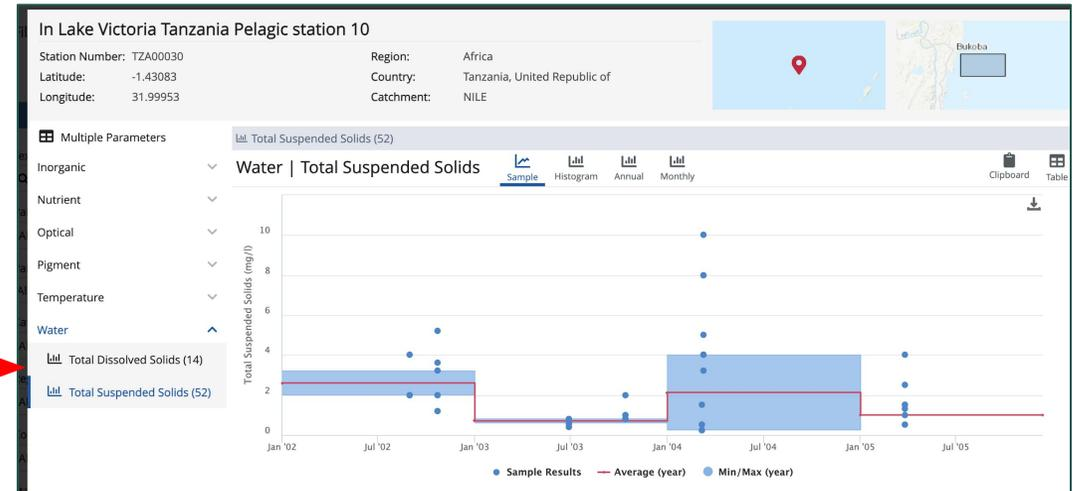 In Lake Victoria Tanzania Pelagic station 10
Station Number: TZA00030
Region: Africa
Latitude: -1.43083
Country: Tanzania, United Republic of
Longitude: 31.99953
Catchment: NILE
Bukoba
Multiple Parameters
Inorganic
Nutrient
Optical
Pigment
Temperature
Water
Total Dissolved Solids (14)
Total Suspended Solids (52)
Total Suspended Solids (52)
Water | Total Suspended Solids
Sample
Histogram
Annual
Monthly
Clipboard
Table
Total Suspended Solids (mg/l)
10
8
6
4
2
0
Jan '02
Jul '02
Jan '03
Jul '03
Jan '04
Jul '04
Jan '05
Jul '05
Sample Results
Average (year)
Min/Max (year)